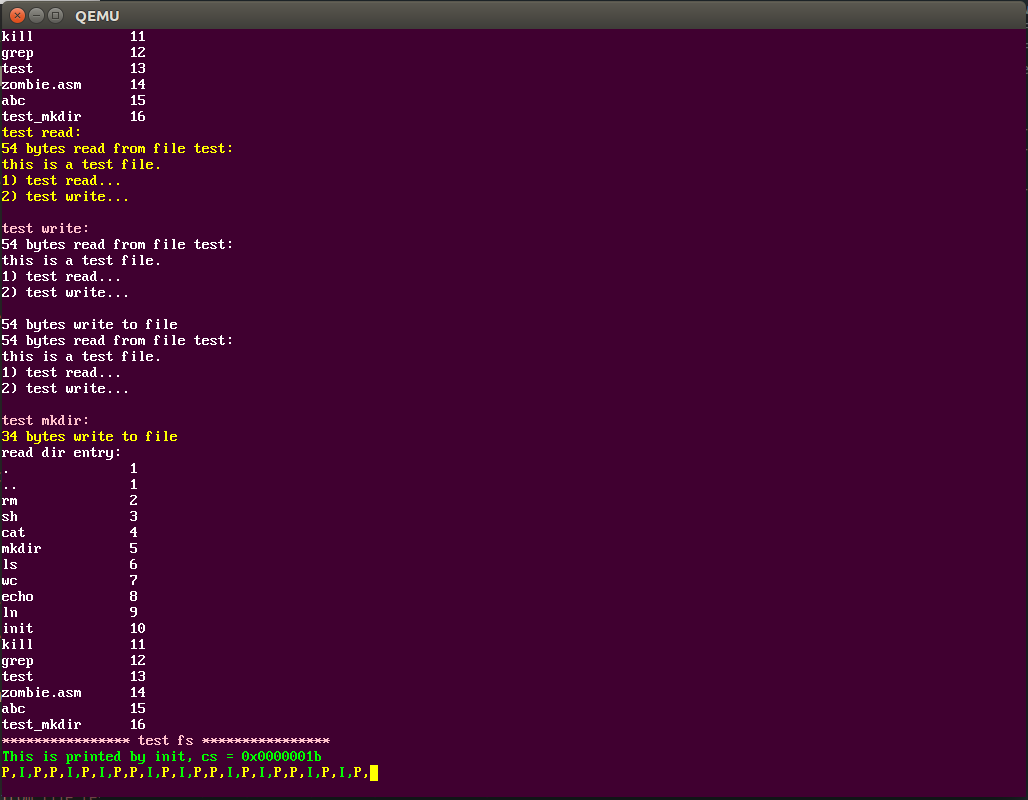 QEMU
kill 11
grep 12
test 13
zombie.asm 14
abc 15
test_mkdir 16
test read:
54 bytes read from file test:
this is a test file.
1) test read...
2) test write...
test write:
54 bytes read from file test:
this is a test file.
1) test read...
2) test write...
54 bytes write to file
54 bytes read from file test:
this is a test file.
1) test read...
2) test write...
test mkdir:
34 bytes write to file
read dir entry:
. 1
.. 1
rm 2
sh 3
cat 4
mkdir 5
ls 6
wc 7
echo 8
ln 9
init 10
kill 11
grep 12
test 13
zombie.asm 14
abc 15
test_mkdir 16
**************** test fs ****************
This is printed by init, cs = 0x0000001b
P,I,P,P,I,P,I,P,P,I,P,I,P,P,I,P,I,P,P,I,P,I,P,